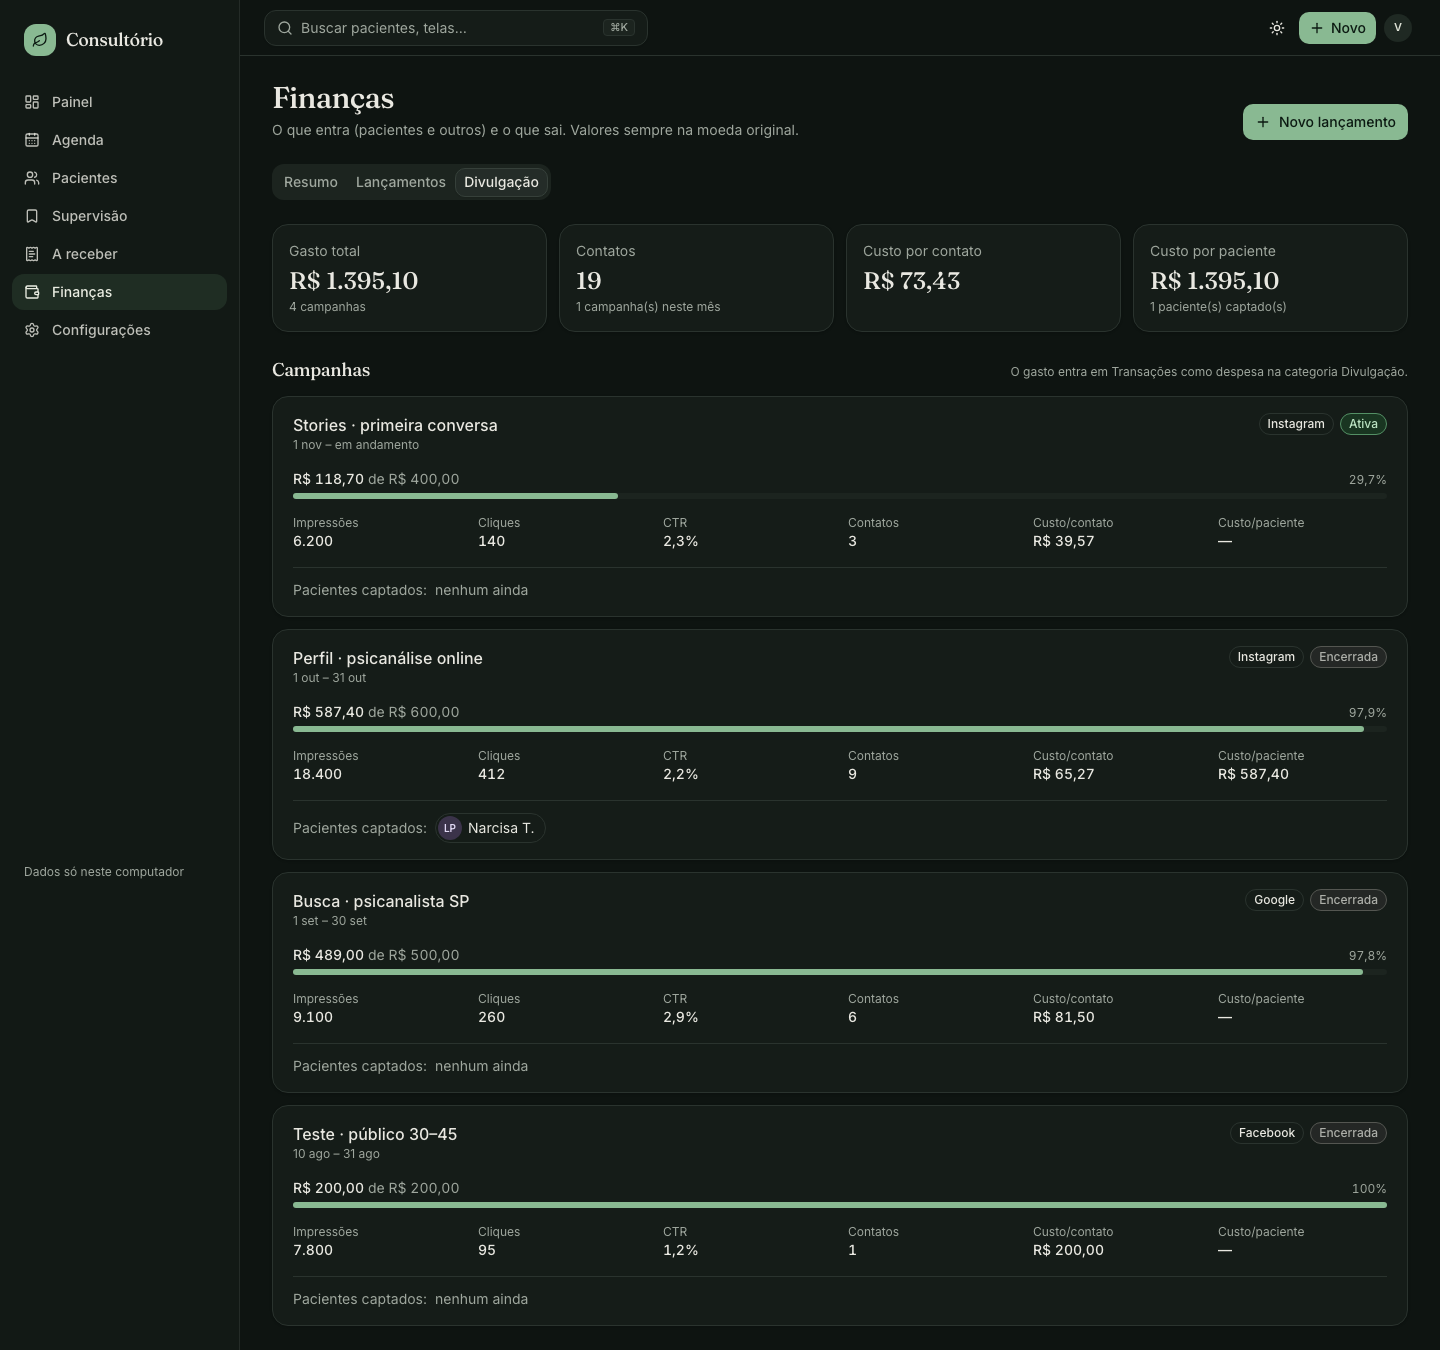 Consultório
Buscar pacientes, telas...
⌘K
Novo
V
Painel
Agenda
Pacientes
Supervisão
A receber
Finanças
Configurações
Dados só neste computador
Finanças
O que entra (pacientes e outros) e o que sai. Valores sempre na moeda original.
Novo lançamento
Resumo Lançamentos Divulgação
Gasto total
R$ 1.395,10
4 campanhas
Contatos
19
1 campanha(s) neste mês
Custo por contato
R$ 73,43
Custo por paciente
R$ 1.395,10
1 paciente(s) captado(s)
Campanhas
O gasto entra em Transações como despesa na categoria Divulgação.
Stories · primeira conversa
Instagram Ativa
1 nov – em andamento
R$ 118,70 de R$ 400,00 29,7%
Impressões Cliques CTR Contatos Custo/contato Custo/paciente
6.200 140 2,3% 3 R$ 39,57 —
Pacientes captados: nenhum ainda
Perfil · psicanálise online
Instagram Encerrada
1 out – 31 out
R$ 587,40 de R$ 600,00 97,9%
Impressões Cliques CTR Contatos Custo/contato Custo/paciente
18.400 412 2,2% 9 R$ 65,27 R$ 587,40
Pacientes captados: LP Narcisa T.
Busca · psicanalista SP
Google Encerrada
1 set – 30 set
R$ 489,00 de R$ 500,00 97,8%
Impressões Cliques CTR Contatos Custo/contato Custo/paciente
9.100 260 2,9% 6 R$ 81,50 —
Pacientes captados: nenhum ainda
Teste · público 30–45
Facebook Encerrada
10 ago – 31 ago
R$ 200,00 de R$ 200,00 100%
Impressões Cliques CTR Contatos Custo/contato Custo/paciente
7.800 95 1,2% 1 R$ 200,00 —
Pacientes captados: nenhum ainda